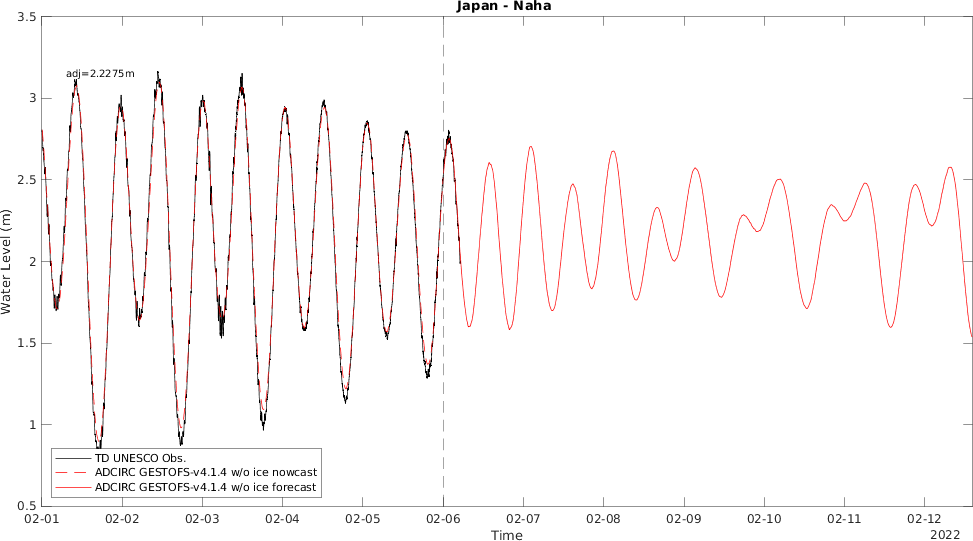 Japan - Naha
3.5
3
2.5
2
1.5
1
0.5
Water Level (m)
adj=2.2275m
TD UNESCO Obs.
ADCIRC GESTOFS-v4.1.4 w/o ice nowcast
ADCIRC GESTOFS-v4.1.4 w/o ice forecast
02-01 02-02 02-03 02-04 02-05 02-06 02-07 02-08 02-09 02-10 02-11 02-12
Time
2022